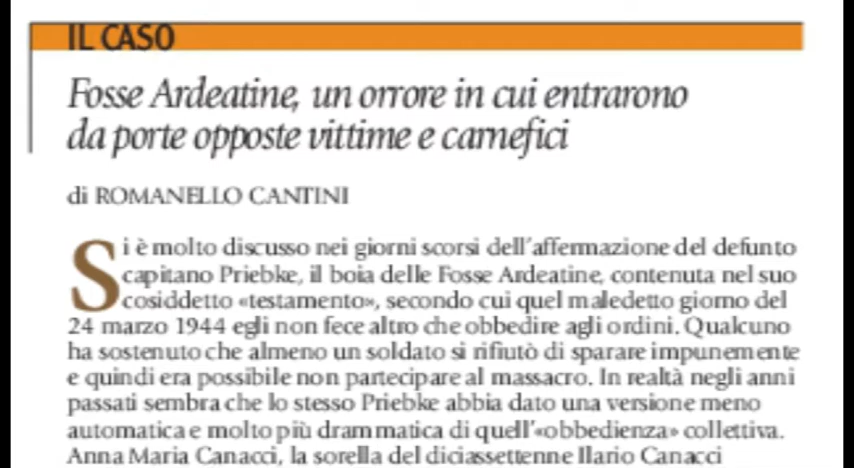 IL CASO
Fosse Ardeatine, un orrore in cui entrarono
da porte opposte vittime e carnefici
di ROMANELLO CANTINI
Si è molto discusso nei giorni scorsi dell'affermazione del defunto
capitano Priebke, il boia delle Fosse Ardeatine, contenuta nel suo
cosiddetto «testamento», secondo cui quel maledetto giorno del
24 marzo 1944 egli non fece altro che obbedire agli ordini. Qualcuno
ha sostenuto che almeno un soldato si rifiutò di sparare impunemente
e quindi era possibile non partecipare al massacro. In realtà negli anni
passati sembra che lo stesso Priebke abbia dato una versione meno
automatica e molto più drammatica di quell'«obbedienza» collettiva.
Anna Maria Canacci, la sorella del diciassettenne Ilario Canacci